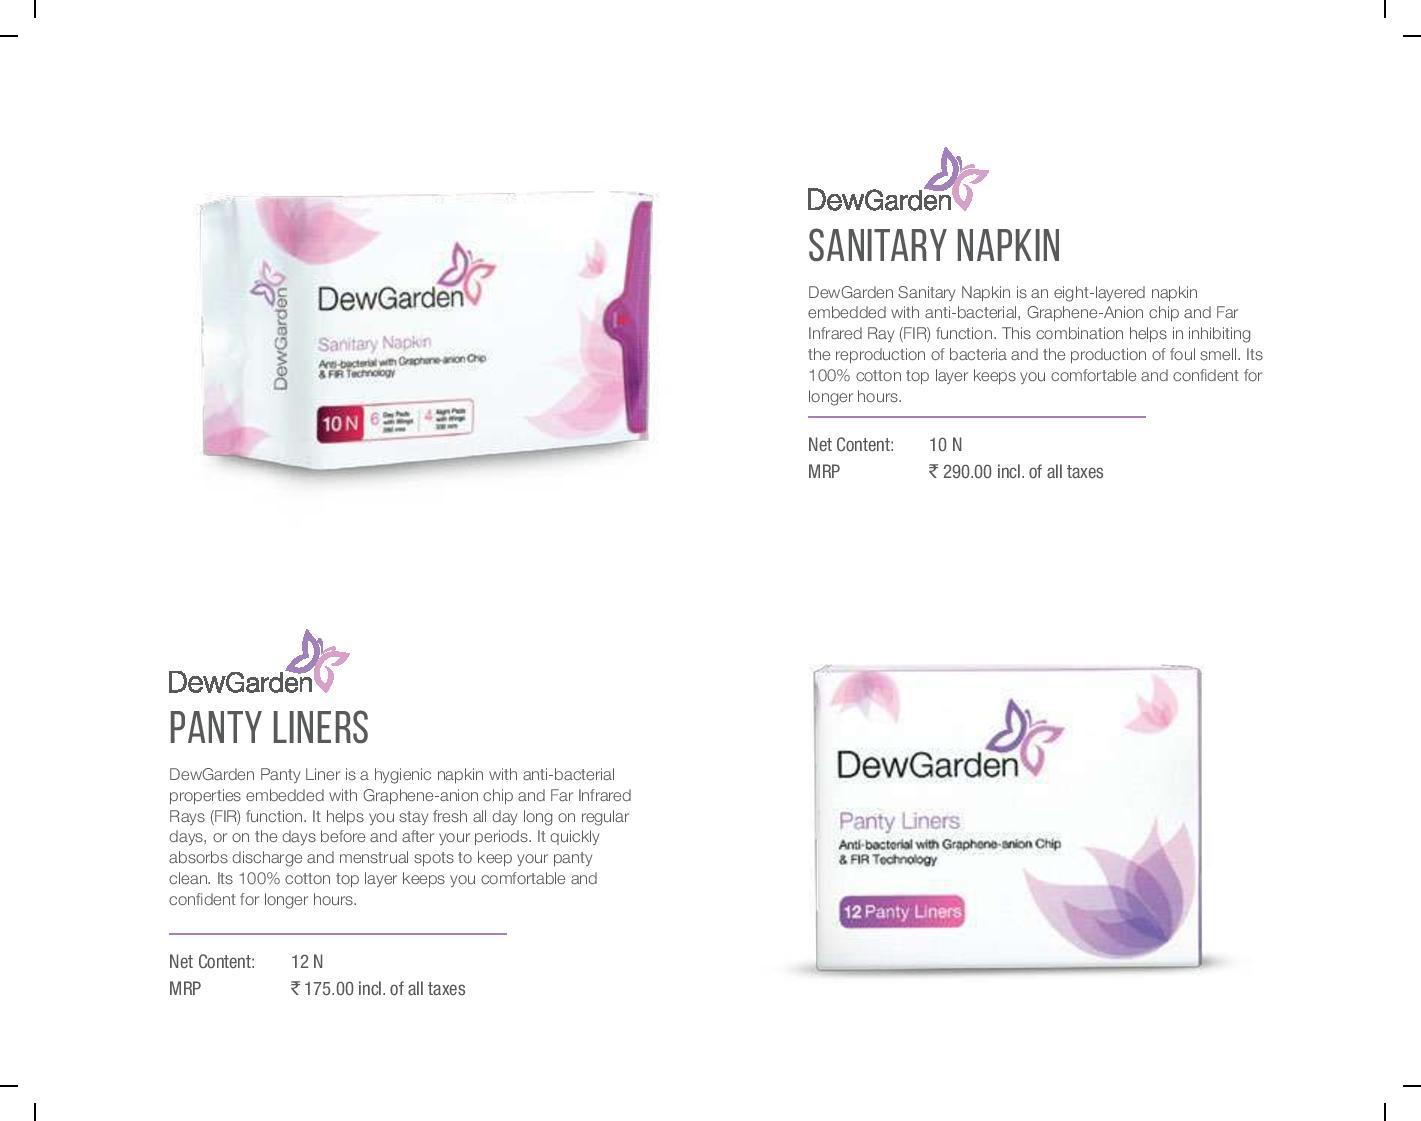 DewGarden
DewGarden
Sanitary Napkin
Anti-bacterial with Graphene-anion Chip
& FIR Technology
10 N
6 Day Pads
with Wings
4 Night Pads
with Wings
DewGarden
SANITARY NAPKIN
DewGarden Sanitary Napkin is an eight-layered napkin
embedded with anti-bacterial, Graphene-Anion chip and Far
Infrared Ray (FIR) function. This combination helps in inhibiting
the reproduction of bacteria and the production of foul smell. Its
100% cotton top layer keeps you comfortable and confident for
longer hours.
Net Content: 10 N
MRP ₹ 290.00 incl. of all taxes
DewGarden
PANTY LINERS
DewGarden Panty Liner is a hygienic napkin with anti-bacterial
properties embedded with Graphene-anion chip and Far Infrared
Rays (FIR) function. It helps you stay fresh all day long on regular
days, or on the days before and after your periods. It quickly
absorbs discharge and menstrual spots to keep your panty
clean. Its 100% cotton top layer keeps you comfortable and
confident for longer hours.
Net Content: 12 N
MRP ₹ 175.00 incl. of all taxes
DewGarden
Panty Liners
Anti-bacterial with Graphene-anion Chip
& FIR Technology
12 Panty Liners